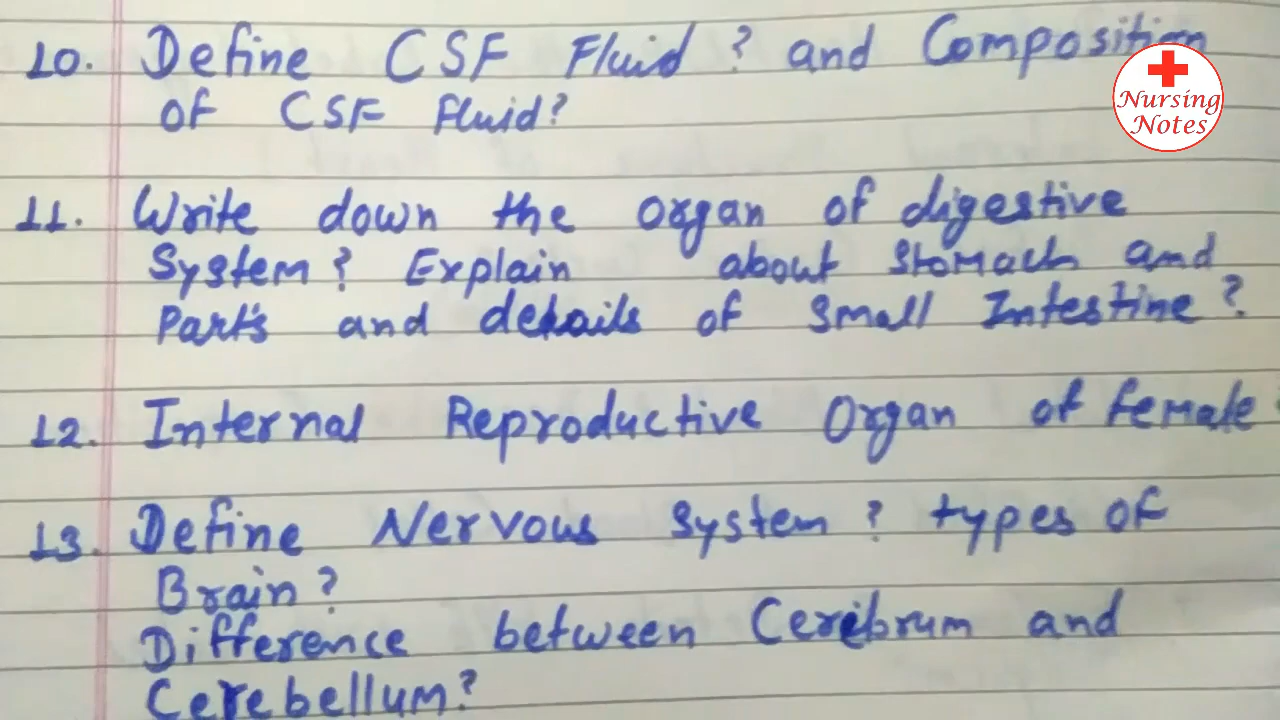 10. Define CSF Fluid ? and Composition
of CSF Fluid?
Nursing
Notes
11. Write down the organ of digestive
System? Explain about Stomach and
Parts and details of Small Intestine?
12. Internal Reproductive Organ of female
13. Define Nervous System ? types of
Brain?
Difference between Cerebrum and
Cerebellum?